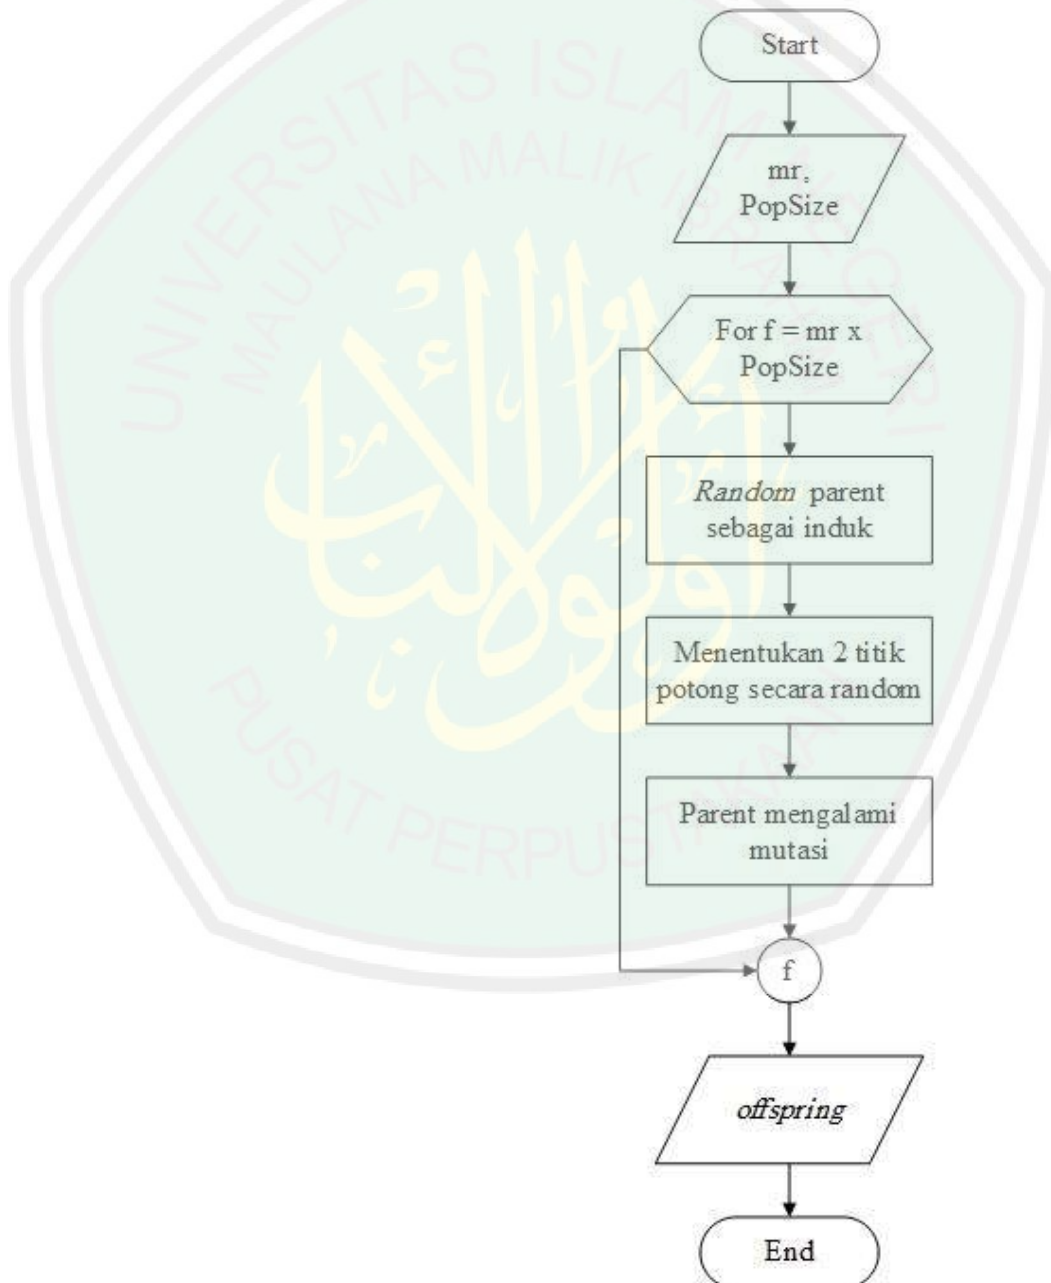 Start
mr,
PopSize
For f = mr x
PopSize
Random parent
sebagai induk
Menentukan 2 titik
potong secara random
Parent mengalami
mutasi
f
offspring
End
UNIVERSITAS ISLAM NEGERI
MAULANA MALIK IBRAHIM
PUSAT PERPUSTAKAAN